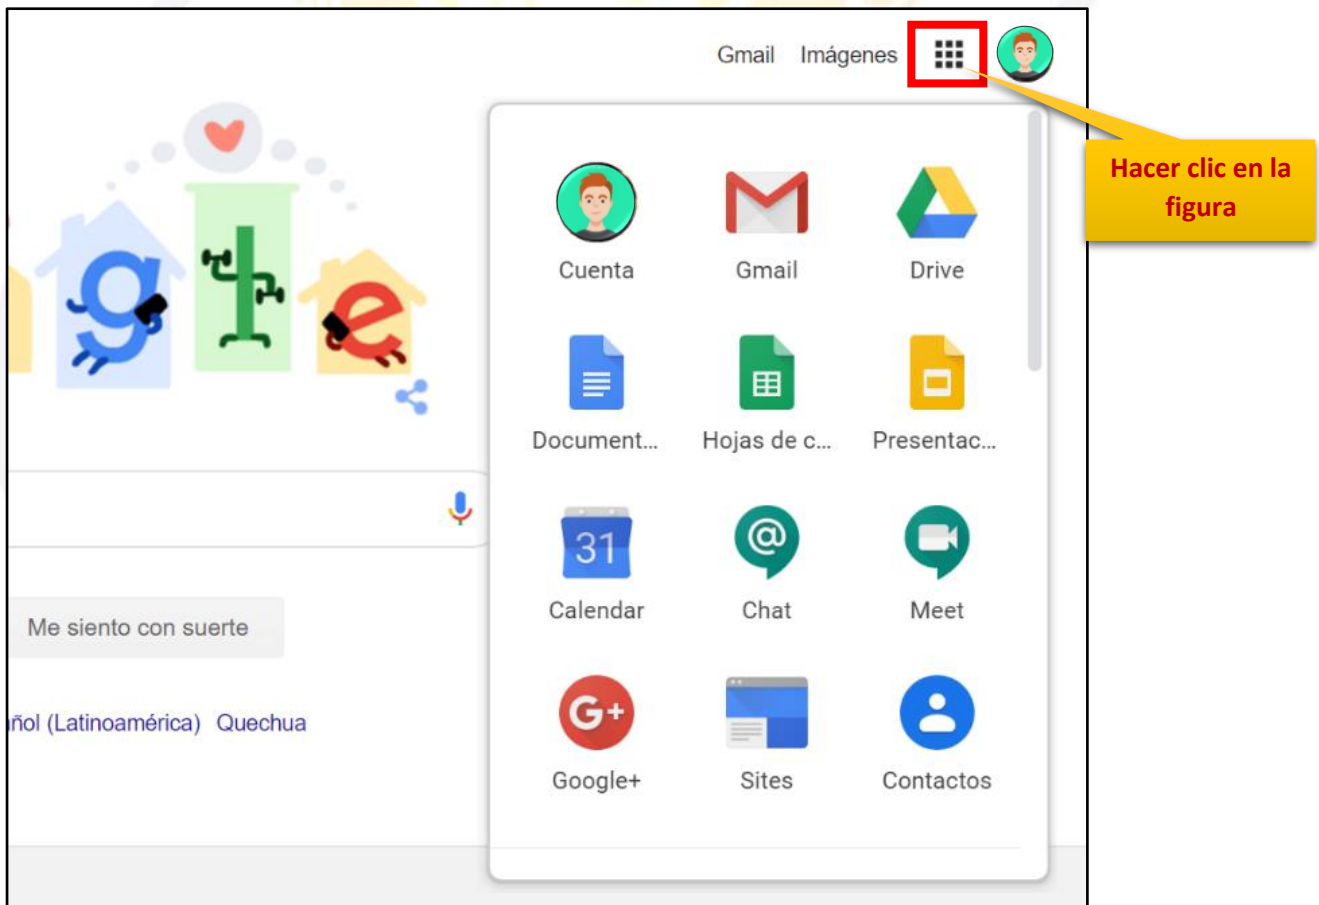 Gmail Imágenes
Hacer clic en la
figura
Cuenta Gmail Drive
Document... Hojas de c... Presentac...
31
Calendar Chat Meet
Me siento con suerte
G+
Google+ Sites Contactos
ñol (Latinoamérica) Quechua